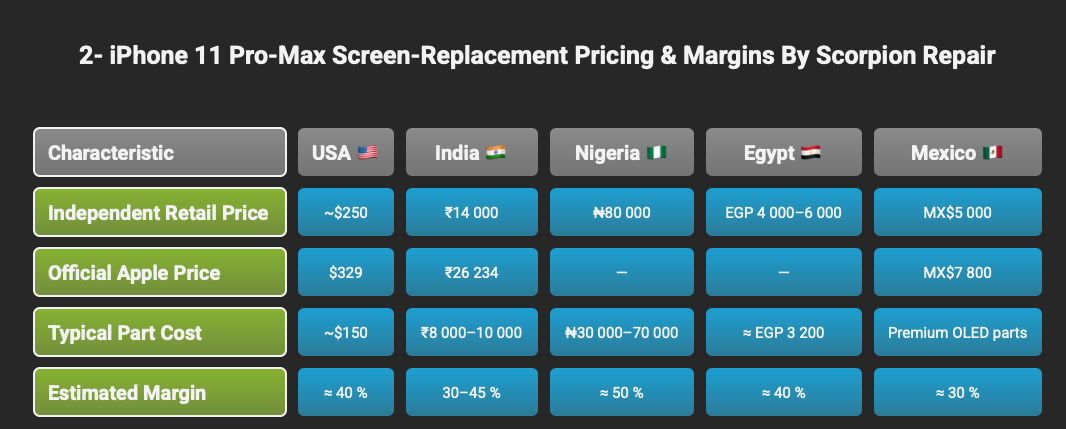 2- iPhone 11 Pro-Max Screen-Replacement Pricing & Margins By Scorpion Repair
Characteristic USA 🇺🇸 India 🇮🇳 Nigeria 🇳🇬 Egypt 🇪🇬 Mexico 🇲🇽
Independent Retail Price ~$250 ₹14 000 ₦80 000 EGP 4 000–6 000 MX$5 000
Official Apple Price $329 ₹26 234 — — MX$7 800
Typical Part Cost ~$150 ₹8 000–10 000 ₦30 000–70 000 ≈ EGP 3 200 Premium OLED parts
Estimated Margin ≈ 40 % 30–45 % ≈ 50 % ≈ 40 % ≈ 30 %